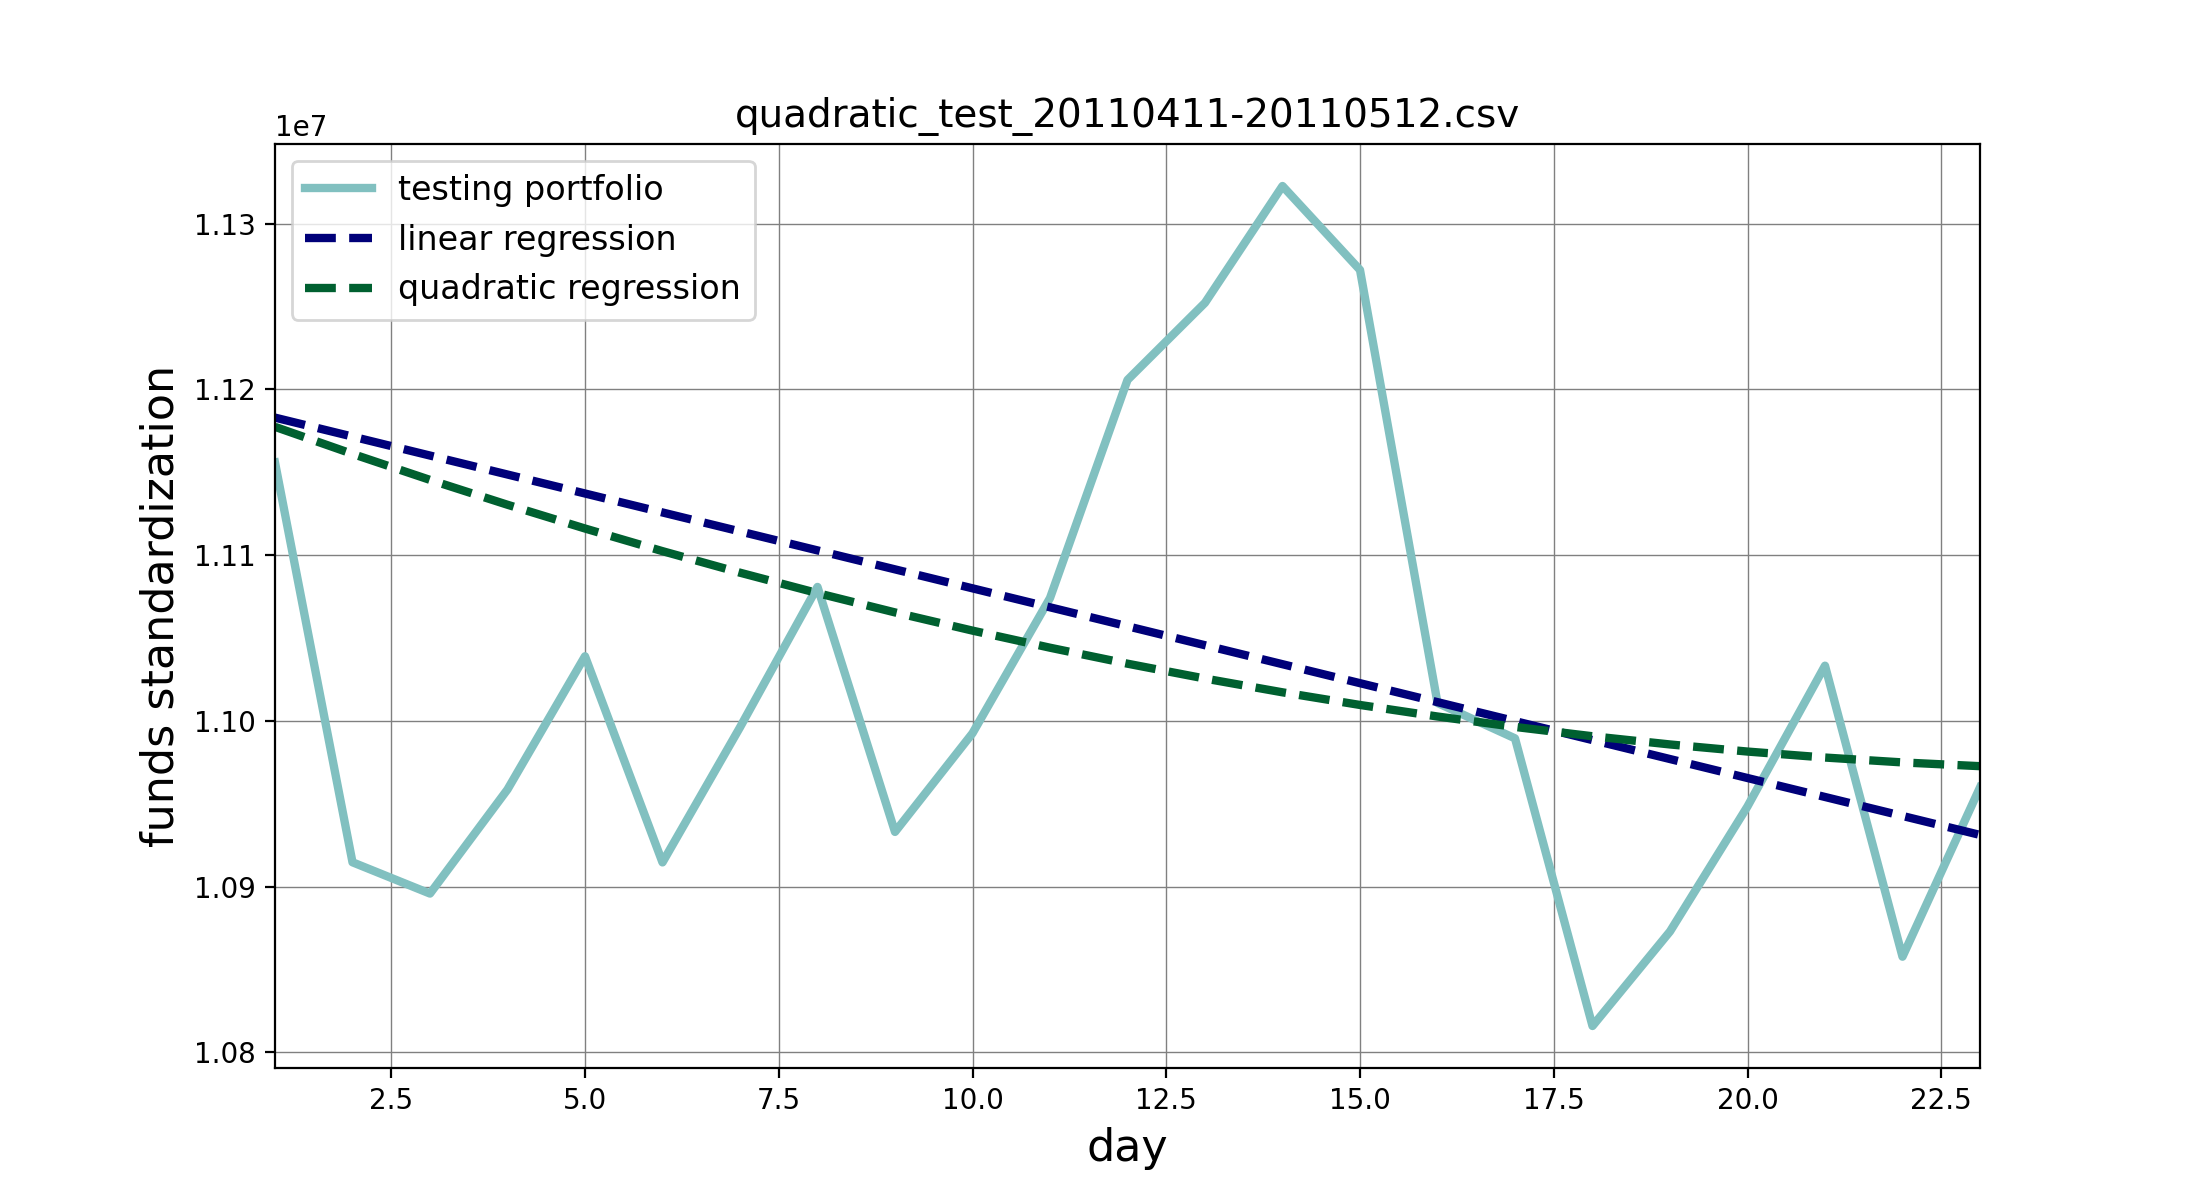 quadratic_test_20110411-20110512.csv
1e7
testing portfolio
linear regression
quadratic regression
funds standardization
1.13
1.12
1.11
1.10
1.09
1.08
2.5 5.0 7.5 10.0 12.5 15.0 17.5 20.0 22.5
day